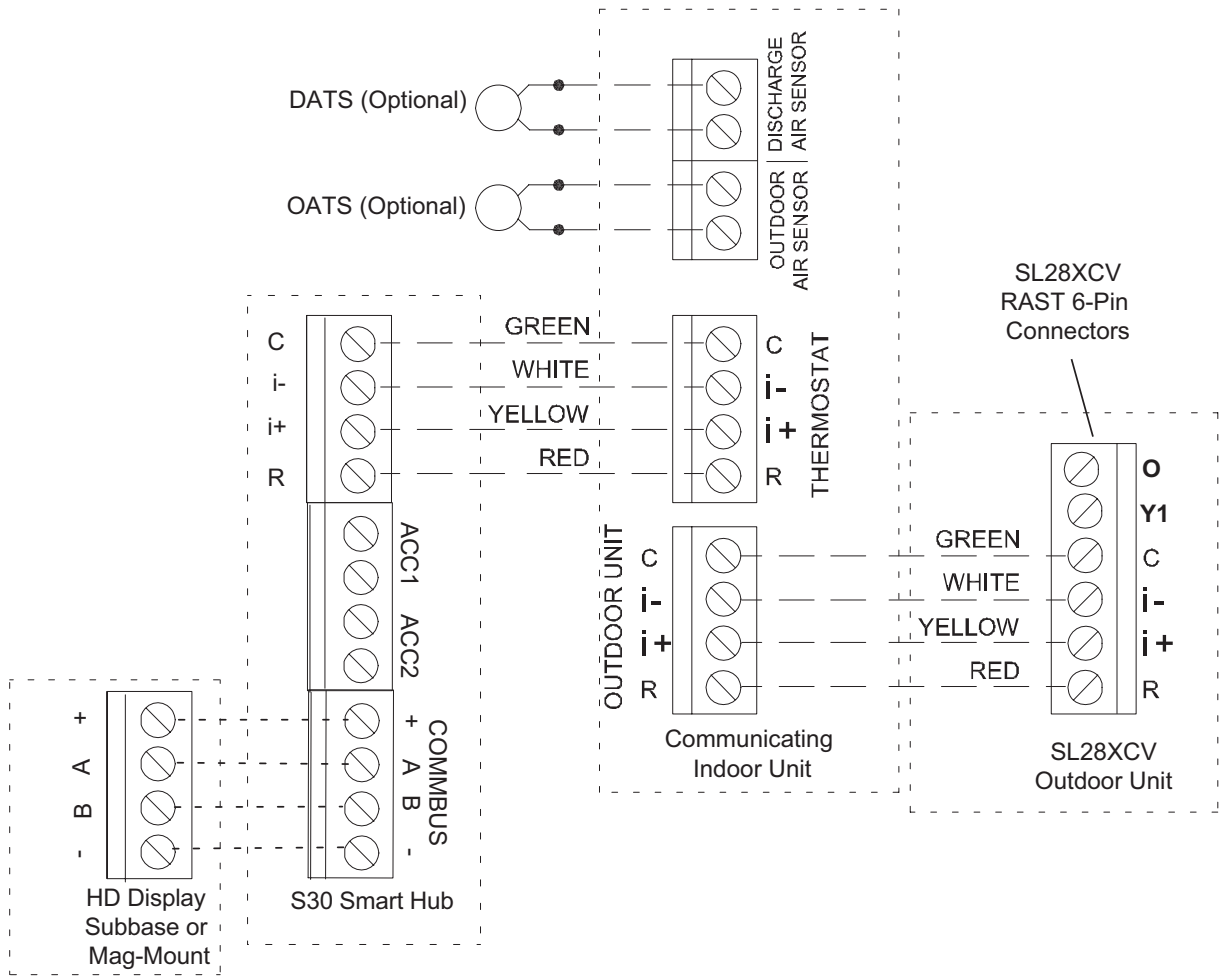 DATS (Optional)
DISCHARGE
AIR SENSOR
OATS (Optional)
OUTDOOR
AIR SENSOR
SL28XCV
RAST 6-Pin
Connectors
C
i-
i+
R
GREEN
WHITE
YELLOW
RED
C
i-
i+
R
THERMOSTAT
ACC1
ACC2
OUTDOOR UNIT
C
i-
i+
R
GREEN
WHITE
YELLOW
RED
O
Y1
C
i-
i+
R
Communicating
Indoor Unit
SL28XCV
Outdoor Unit
+
A
B
-
+
A
B
-
COMMBUS
HD Display
Subbase or
Mag-Mount
S30 Smart Hub